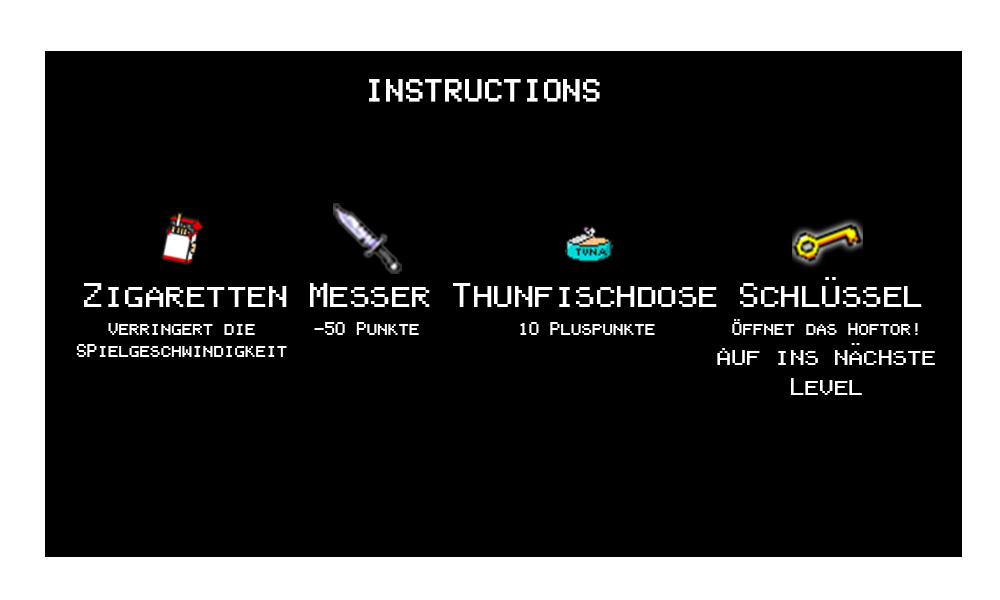 INSTRUCTIONS
TUNA
ZIGARETTEN
VERRINGERT DIE
SPIELGESCHWINDIGKEIT
MESSER
-50 PUNKTE
THUNFISCHDOSE
10 PLUSPUNKTE
SCHLÜSSEL
ÖFFNET DAS HOFTOR!
AUF INS NÄCHSTE
LEVEL